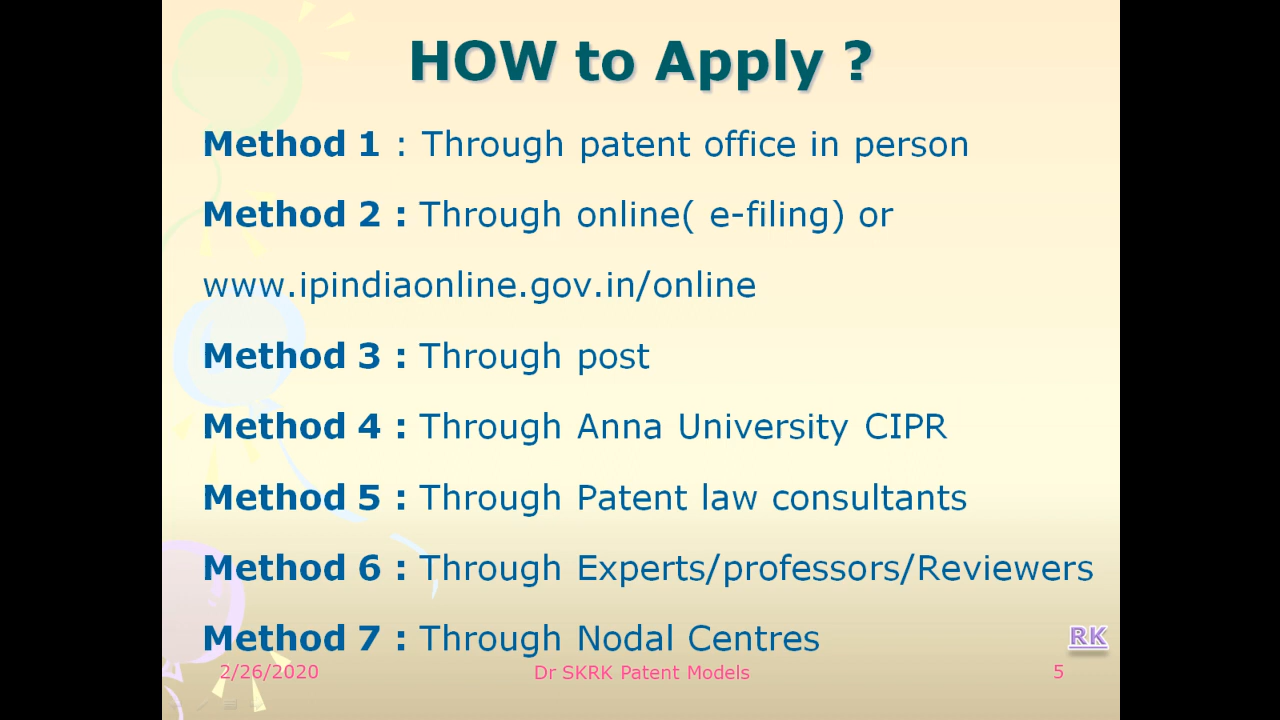 HOW to Apply ?
Method 1 : Through patent office in person
Method 2 : Through online( e-filing) or
www.ipindiaonline.gov.in/online
Method 3 : Through post
Method 4 : Through Anna University CIPR
Method 5 : Through Patent law consultants
Method 6 : Through Experts/professors/Reviewers
Method 7 : Through Nodal Centres
RK
2/26/2020 Dr SKRK Patent Models 5